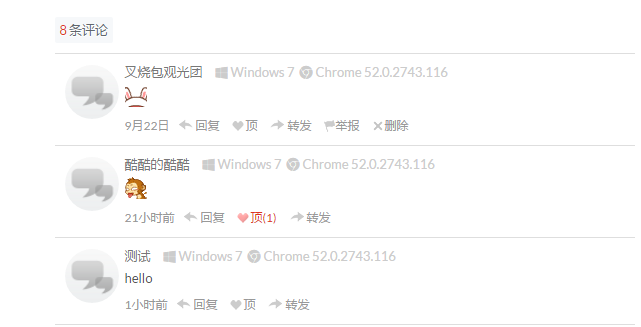 8条评论
叉烧包观光团 Windows 7 Chrome 52.0.2743.116
9月22日 回复 顶 转发 举报 删除
酷酷的酷酷 Windows 7 Chrome 52.0.2743.116
21小时前 回复 顶(1) 转发
测试 Windows 7 Chrome 52.0.2743.116
hello
1小时前 回复 顶 转发